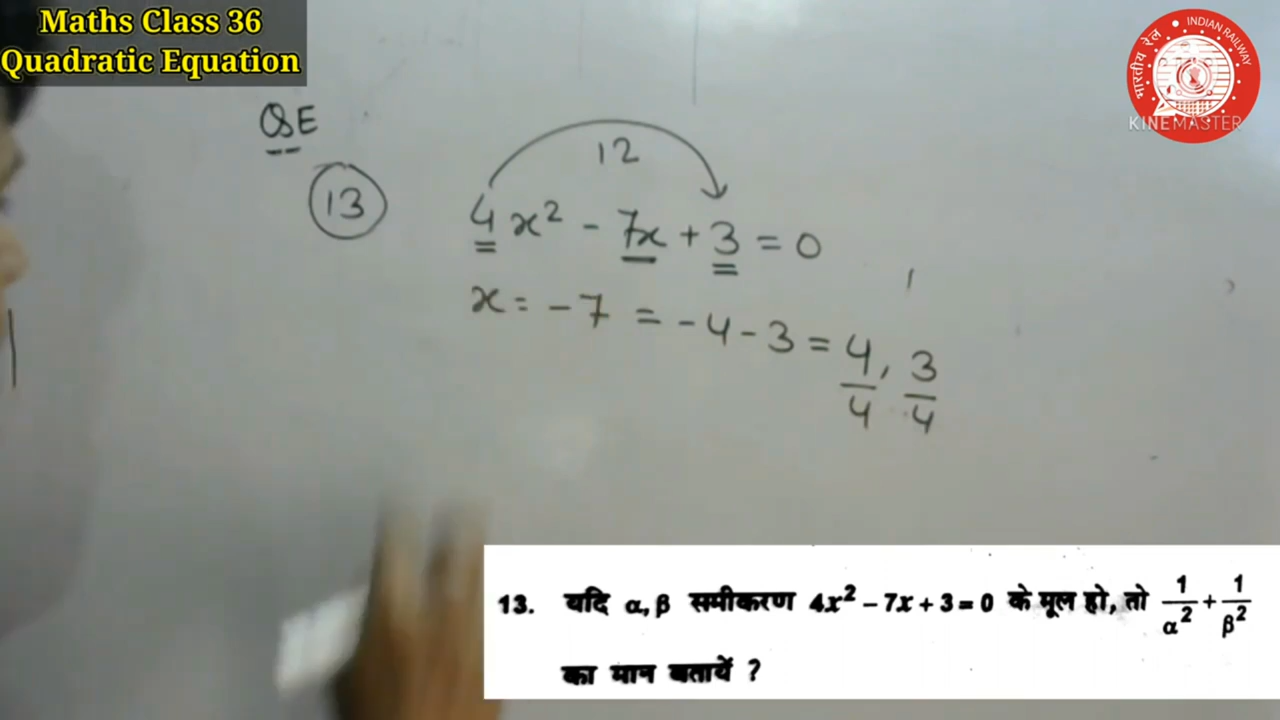 Maths Class 36
Quadratic Equation
भारतीय रेल
INDIAN RAILWAY
KINEMASTER
QE
13
12
4x² - 7x + 3 = 0
x = -7 = -4 - 3 = 4/4, 3/4
13. यदि α, β समीकरण 4x² – 7x + 3 = 0 के मूल हो, तो 1/α² + 1/β²
का मान बतायें ?